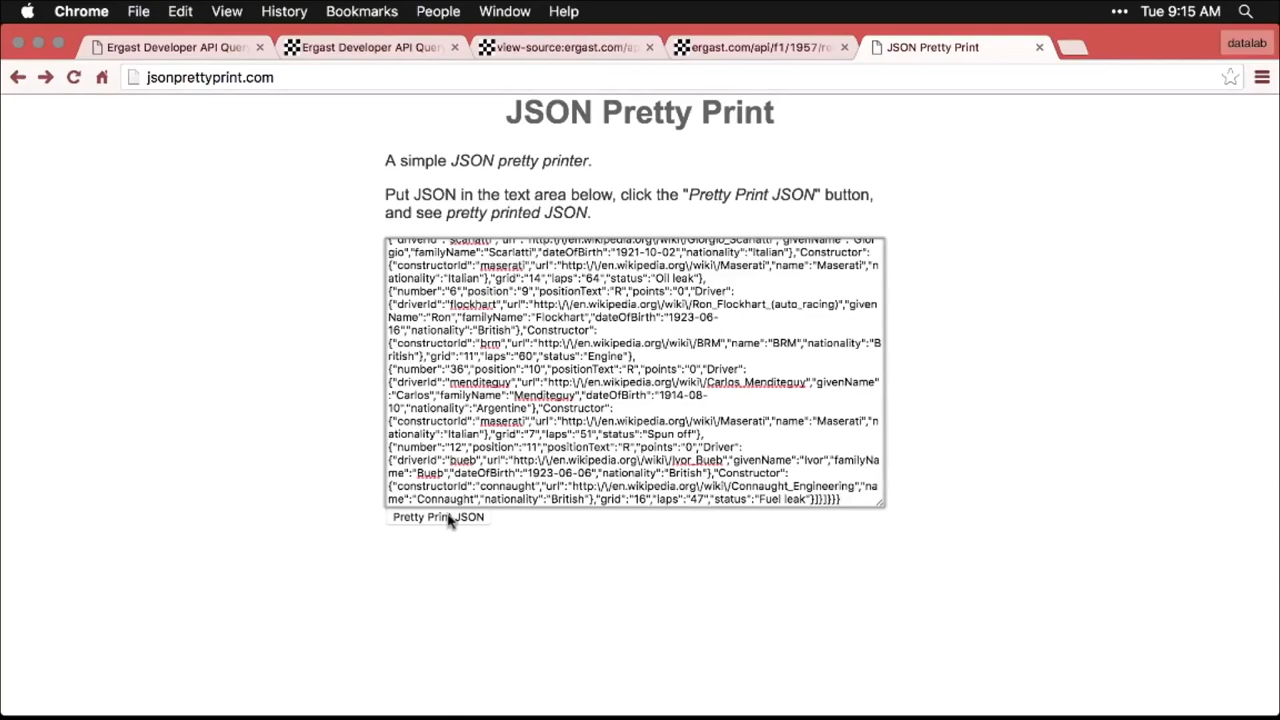 Chrome File Edit View History Bookmarks People Window Help ••• Tue 9:15 AM
Ergast Developer API Quer × Ergast Developer API Quer × view-source:ergast.com/ap × ergast.com/api/f1/1957/re × JSON Pretty Print × datalab
jsonprettyprint.com
JSON Pretty Print
A simple JSON pretty printer.
Put JSON in the text area below, click the "Pretty Print JSON" button,
and see pretty printed JSON.
{"driverId":"scarlatti","url":"http:\/\/en.wikipedia.org\/wiki\/Giorgio_Scarlatti","givenName":"Gior
gio","familyName":"Scarlatti","dateOfBirth":"1921-10-02","nationality":"Italian"},"Constructor":
{"constructorId":"maserati","url":"http:\/\/en.wikipedia.org\/wiki\/Maserati","name":"Maserati","n
ationality":"Italian"},"grid":"14","laps":"64","status":"Oil leak"},
{"number":"6","position":"9","positionText":"R","points":"0","Driver":
{"driverId":"flockhart","url":"http:\/\/en.wikipedia.org\/wiki\/Ron_Flockhart_(auto_racing)","given
Name":"Ron","familyName":"Flockhart","dateOfBirth":"1923-06-
16","nationality":"British"},"Constructor":
{"constructorId":"brm","url":"http:\/\/en.wikipedia.org\/wiki\/BRM","name":"BRM","nationality":"B
ritish"},"grid":"11","laps":"60","status":"Engine"},
{"number":"36","position":"10","positionText":"R","points":"0","Driver":
{"driverId":"menditeguy","url":"http:\/\/en.wikipedia.org\/wiki\/Carlos_Menditeguy","givenName"
:"Carlos","familyName":"Menditeguy","dateOfBirth":"1914-08-
10","nationality":"Argentine"},"Constructor":
{"constructorId":"maserati","url":"http:\/\/en.wikipedia.org\/wiki\/Maserati","name":"Maserati","n
ationality":"Italian"},"grid":"7","laps":"51","status":"Spun off"},
{"number":"12","position":"11","positionText":"R","points":"0","Driver":
{"driverId":"bueb","url":"http:\/\/en.wikipedia.org\/wiki\/Ivor_Bueb","givenName":"Ivor","familyNa
me":"Bueb","dateOfBirth":"1923-06-06","nationality":"British"},"Constructor":
{"constructorId":"connaught","url":"http:\/\/en.wikipedia.org\/wiki\/Connaught_Engineering","na
me":"Connaught","nationality":"British"},"grid":"16","laps":"47","status":"Fuel leak"}]}]}}}
Pretty Print JSON